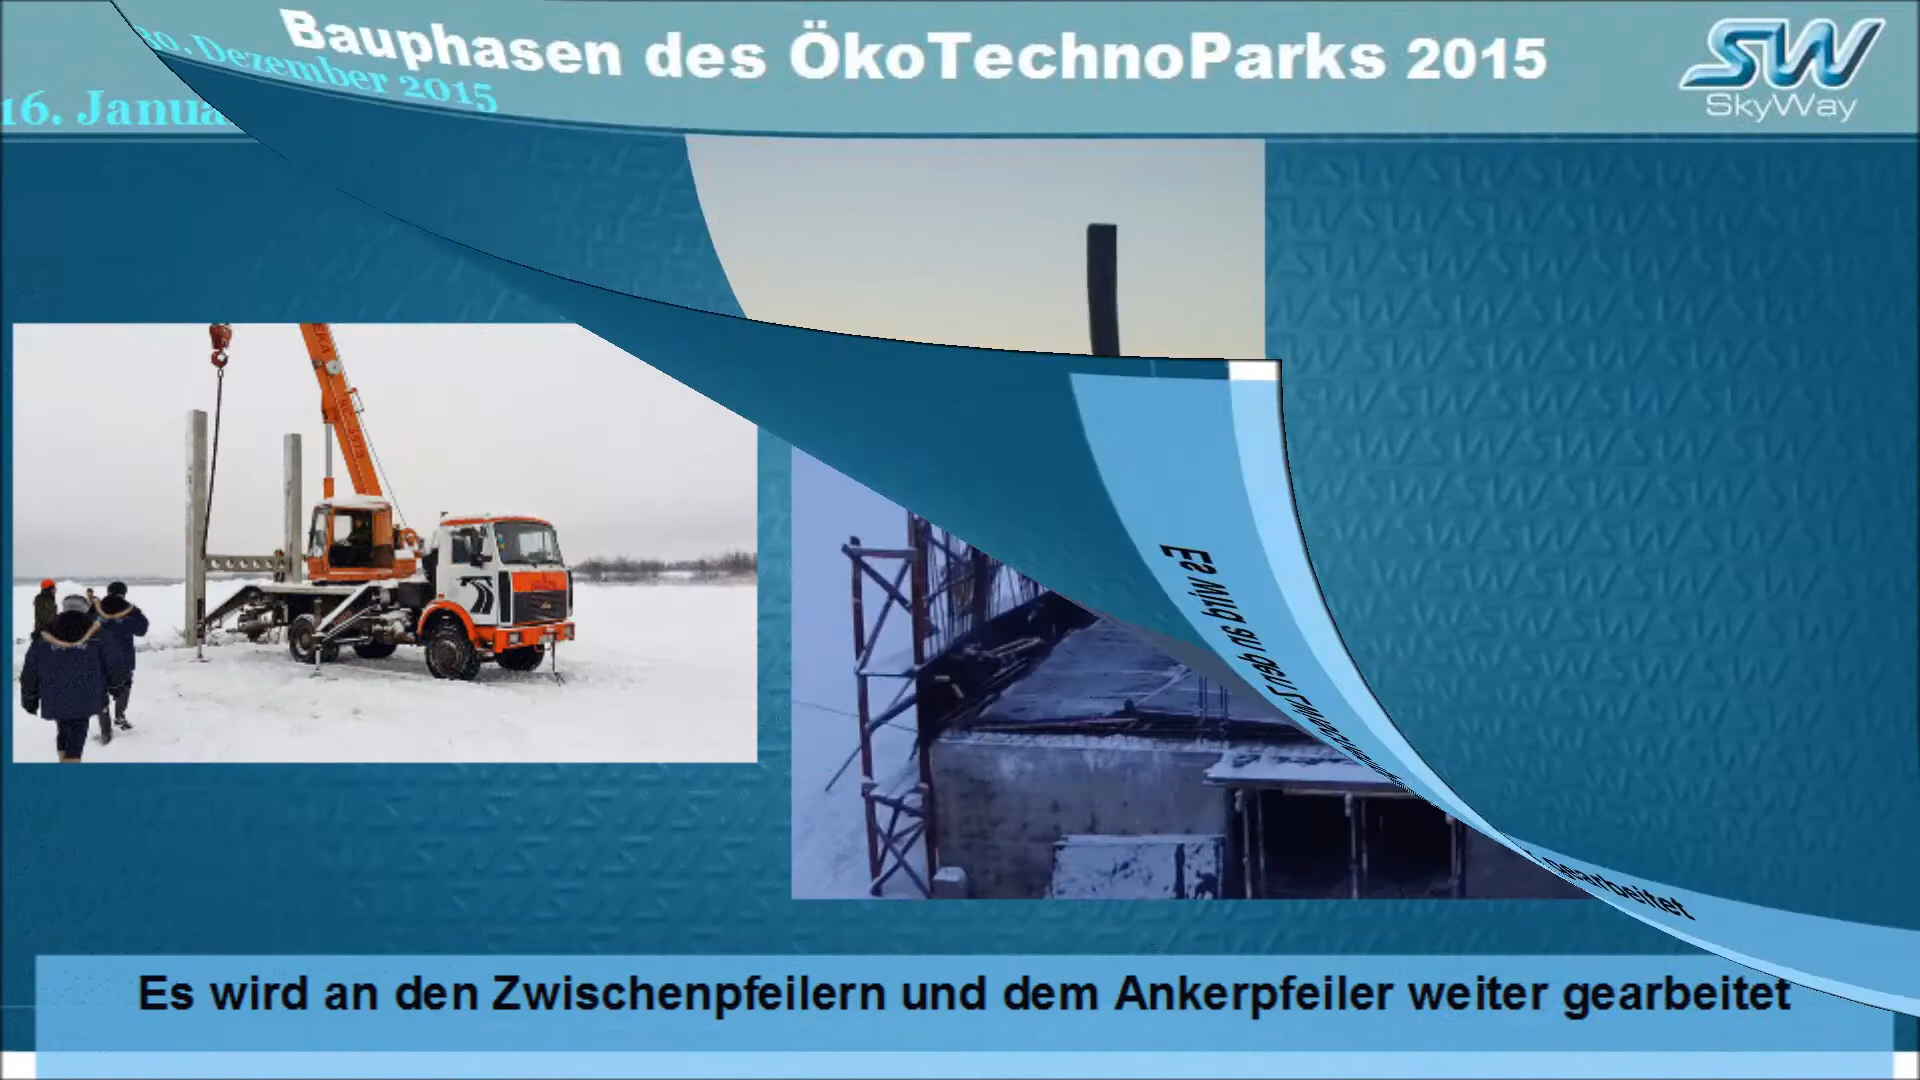 Bauphasen des ÖkoTechnoParks 2015
30. Dezember 2015
16. Janua
SW
SkyWay
Es wird an den
gearbeitet
Es wird an den Zwischenpfeilern und dem Ankerpfeiler weiter gearbeitet